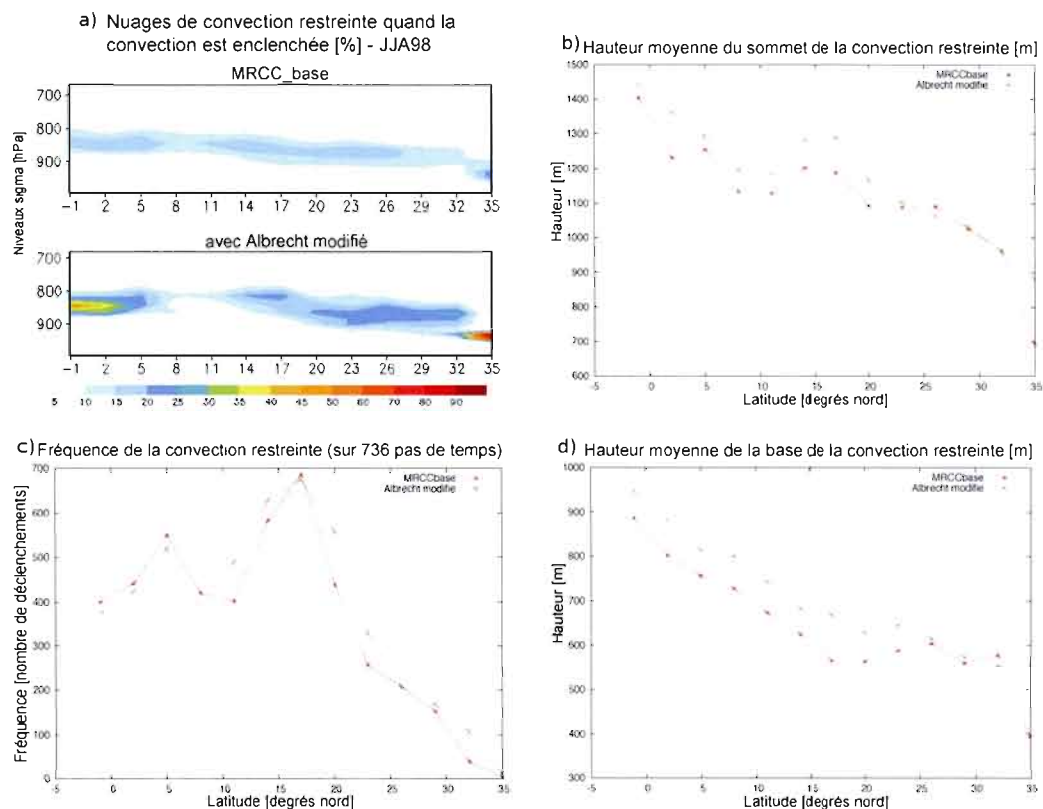 a) Nuages de convection restreinte quand la
convection est enclenchée [%] - JJA98
MRCC_base
Niveaux sigma [hPa]
700
800
900
-1 2 5 8 11 14 17 20 23 26 29 32 35
avec Albrecht modifié
700
800
900
-1 2 5 8 11 14 17 20 23 26 29 32 35
5 10 15 20 25 30 35 40 45 50 60 70 80 90
b) Hauteur moyenne du sommet de la convection restreinte [m]
MRCCbase
Albrecht modifie
Hauteur [m]
1500
1400
1300
1200
1100
1000
900
800
700
600
-5 0 5 10 15 20 25 30 35
Latitude [degrés nord]
c) Fréquence de la convection restreinte (sur 736 pas de temps)
MRCCbase
Albrecht modifie
Fréquence [nombre de déclenchements]
700
600
500
400
300
200
100
0
-5 0 5 10 15 20 25 30 35
Latitude [degrés nord]
d) Hauteur moyenne de la base de la convection restreinte [m]
MRCCbase
Albrecht modifie
Hauteur [m]
1000
900
800
700
600
500
400
300
-5 0 5 10 15 20 25 30 35
Latitude [degrés nord]